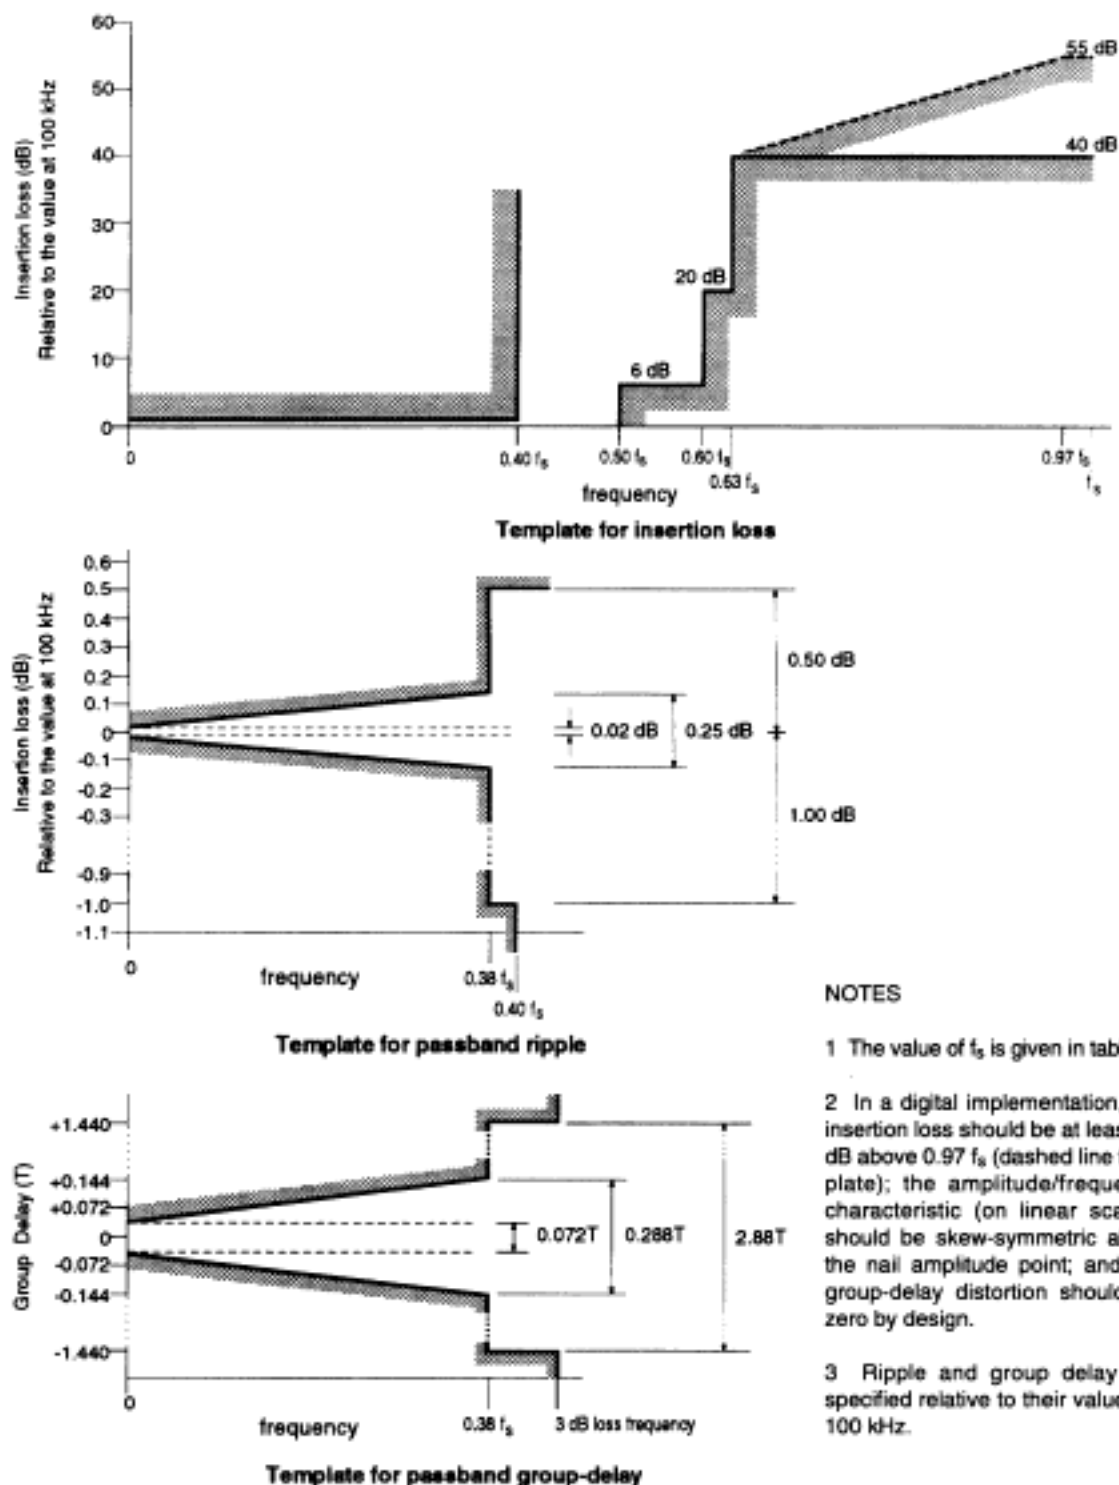 60
50
40
30
20
10
0
Insertion loss (dB)
Relative to the value at 100 kHz
55 dB
40 dB
20 dB
6 dB
0
0.40 fs
0.50 fs
0.60 fs
0.63 fs
0.97 fs
fs
frequency
Template for insertion loss
0.6
0.5
0.4
0.3
0.2
0.1
0
-0.1
-0.2
-0.3
-0.9
-1.0
-1.1
Insertion loss (dB)
Relative to the value at 100 kHz
0.50 dB
0.02 dB
0.25 dB
1.00 dB
0
frequency
0.38 fs
0.40 fs
Template for passband ripple
+1.440
+0.144
+0.072
0
-0.072
-0.144
-1.440
Group Delay (T)
0.072T
0.288T
2.88T
0
frequency
0.38 fs
3 dB loss frequency
Template for passband group-delay
NOTES
1 The value of fs is given in tab
2 In a digital implementation
insertion loss should be at leas
dB above 0.97 fs (dashed line
plate); the amplitude/freque
characteristic (on linear sca
should be skew-symmetric a
the nail amplitude point; and
group-delay distortion should
zero by design.
3 Ripple and group delay
specified relative to their value
100 kHz.